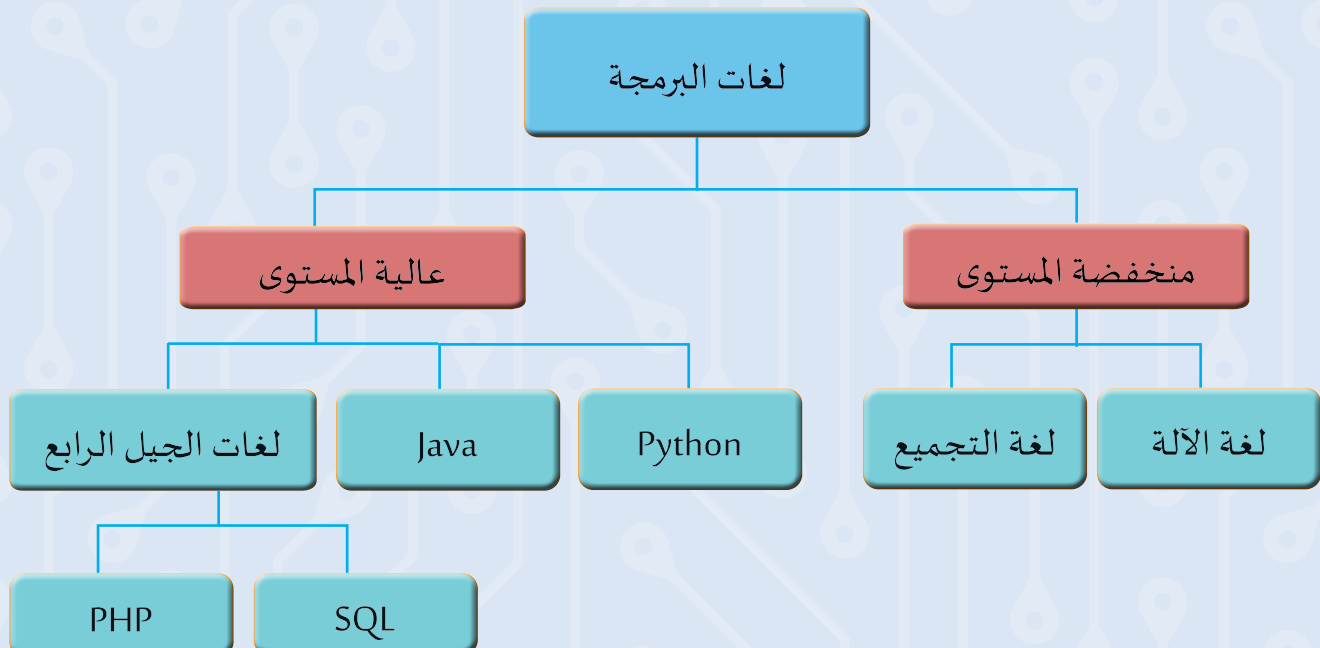 لغات البرمجة
منخفضة المستوى
عالية المستوى
لغة الآلة
لغة التجميع
Python
Java
لغات الجيل الرابع
SQL
PHP